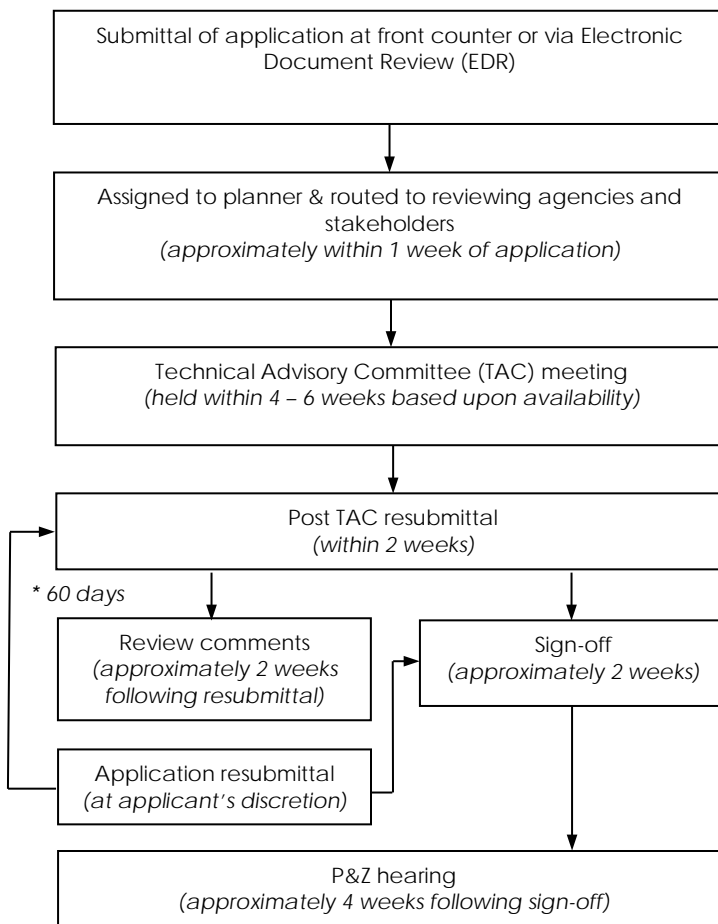 Submittal of application at front counter or via Electronic
Document Review (EDR)
Assigned to planner & routed to reviewing agencies and
stakeholders
(approximately within 1 week of application)
Technical Advisory Committee (TAC) meeting
(held within 4 – 6 weeks based upon availability)
Post TAC resubmittal
(within 2 weeks)
* 60 days
Review comments
(approximately 2 weeks
following resubmittal)
Sign-off
(approximately 2 weeks)
Application resubmittal
(at applicant's discretion)
P&Z hearing
(approximately 4 weeks following sign-off)